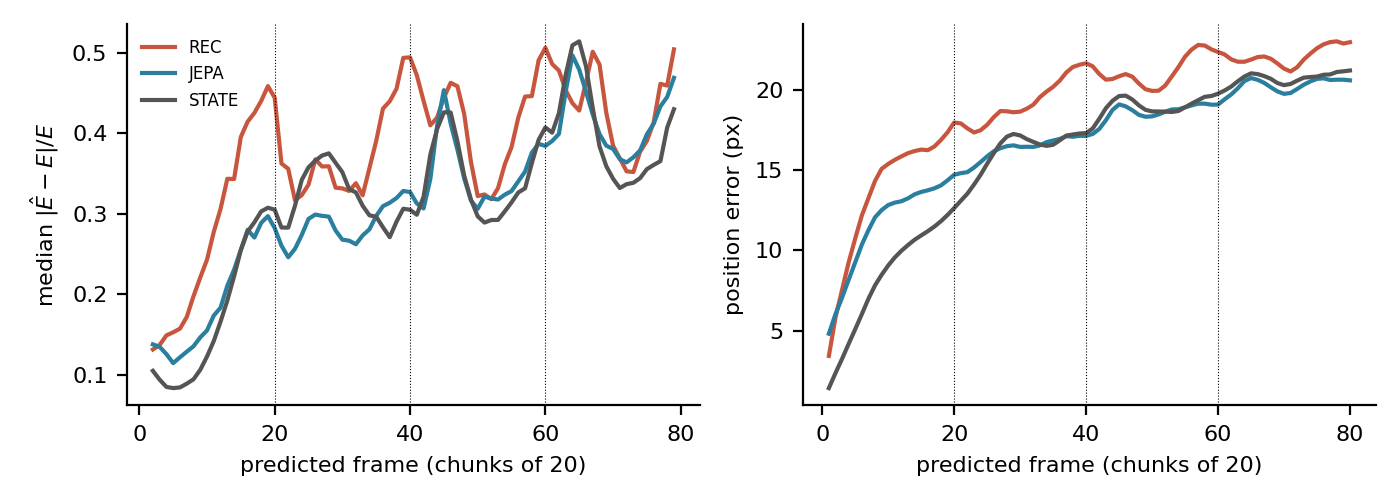 REC
JEPA
STATE
median |Ê − E|/E
0.5
0.4
0.3
0.2
0.1
0 20 40 60 80
predicted frame (chunks of 20)
position error (px)
20
15
10
5
0 20 40 60 80
predicted frame (chunks of 20)